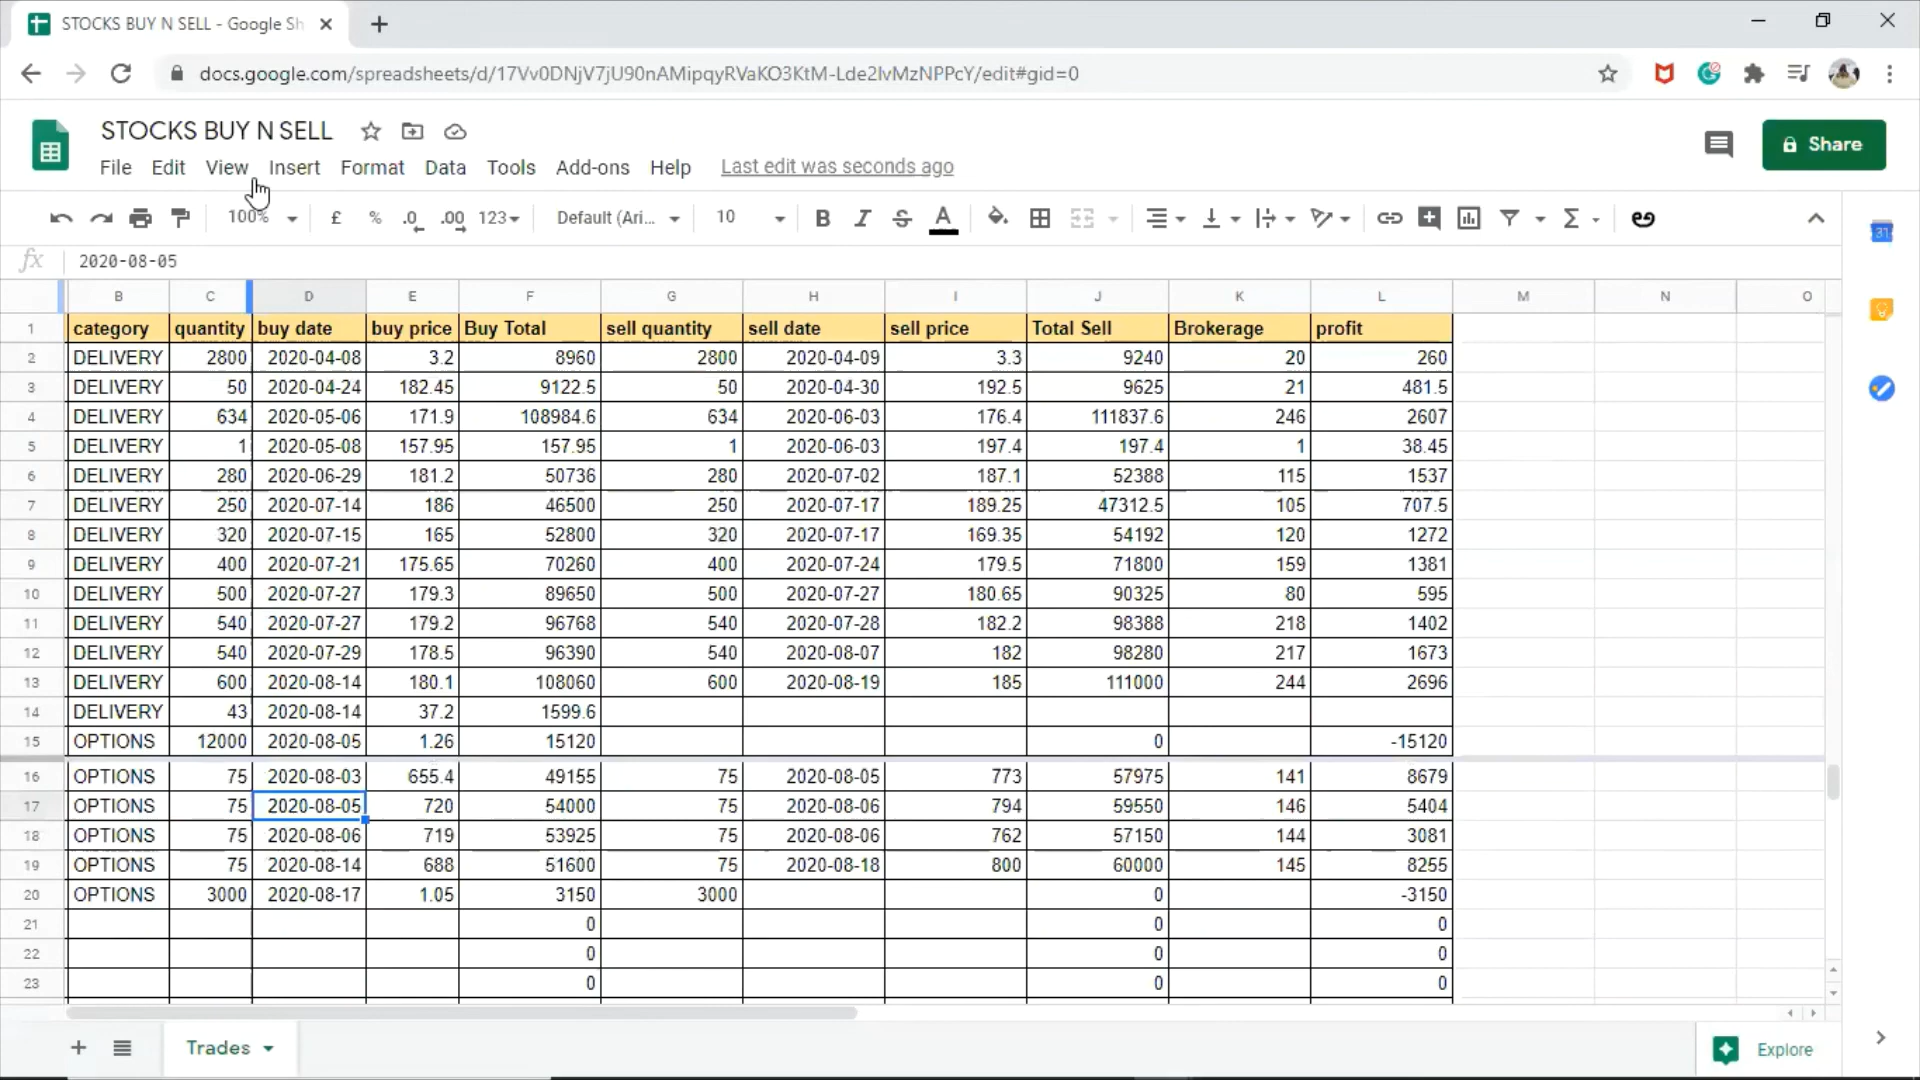 STOCKS BUY N SELL - Google Sh
docs.google.com/spreadsheets/d/17Vv0DNjV7jU90nAMipqyRVaKO3KtM-Lde2IvMzNPPcY/edit#gid=0
STOCKS BUY N SELL
Share
File Edit View Insert Format Data Tools Add-ons Help Last edit was seconds ago
100% £ % .0 .00 123 Default (Ari... 10 B I S A
31
fx 2020-08-05
B C D E F G H I J K L M N O
1 category quantity buy date buy price Buy Total sell quantity sell date sell price Total Sell Brokerage profit
2 DELIVERY 2800 2020-04-08 3.2 8960 2800 2020-04-09 3.3 9240 20 260
3 DELIVERY 50 2020-04-24 182.45 9122.5 50 2020-04-30 192.5 9625 21 481.5
4 DELIVERY 634 2020-05-06 171.9 108984.6 634 2020-06-03 176.4 111837.6 246 2607
5 DELIVERY 1 2020-05-08 157.95 157.95 1 2020-06-03 197.4 197.4 1 38.45
6 DELIVERY 280 2020-06-29 181.2 50736 280 2020-07-02 187.1 52388 115 1537
7 DELIVERY 250 2020-07-14 186 46500 250 2020-07-17 189.25 47312.5 105 707.5
8 DELIVERY 320 2020-07-15 165 52800 320 2020-07-17 169.35 54192 120 1272
9 DELIVERY 400 2020-07-21 175.65 70260 400 2020-07-24 179.5 71800 159 1381
10 DELIVERY 500 2020-07-27 179.3 89650 500 2020-07-27 180.65 90325 80 595
11 DELIVERY 540 2020-07-27 179.2 96768 540 2020-07-28 182.2 98388 218 1402
12 DELIVERY 540 2020-07-29 178.5 96390 540 2020-08-07 182 98280 217 1673
13 DELIVERY 600 2020-08-14 180.1 108060 600 2020-08-19 185 111000 244 2696
14 DELIVERY 43 2020-08-14 37.2 1599.6
15 OPTIONS 12000 2020-08-05 1.26 15120 0 -15120
16 OPTIONS 75 2020-08-03 655.4 49155 75 2020-08-05 773 57975 141 8679
17 OPTIONS 75 2020-08-05 720 54000 75 2020-08-06 794 59550 146 5404
18 OPTIONS 75 2020-08-06 719 53925 75 2020-08-06 762 57150 144 3081
19 OPTIONS 75 2020-08-14 688 51600 75 2020-08-18 800 60000 145 8255
20 OPTIONS 3000 2020-08-17 1.05 3150 3000 0 -3150
21 0 0 0
22 0 0 0
23 0 0 0
Trades
Explore